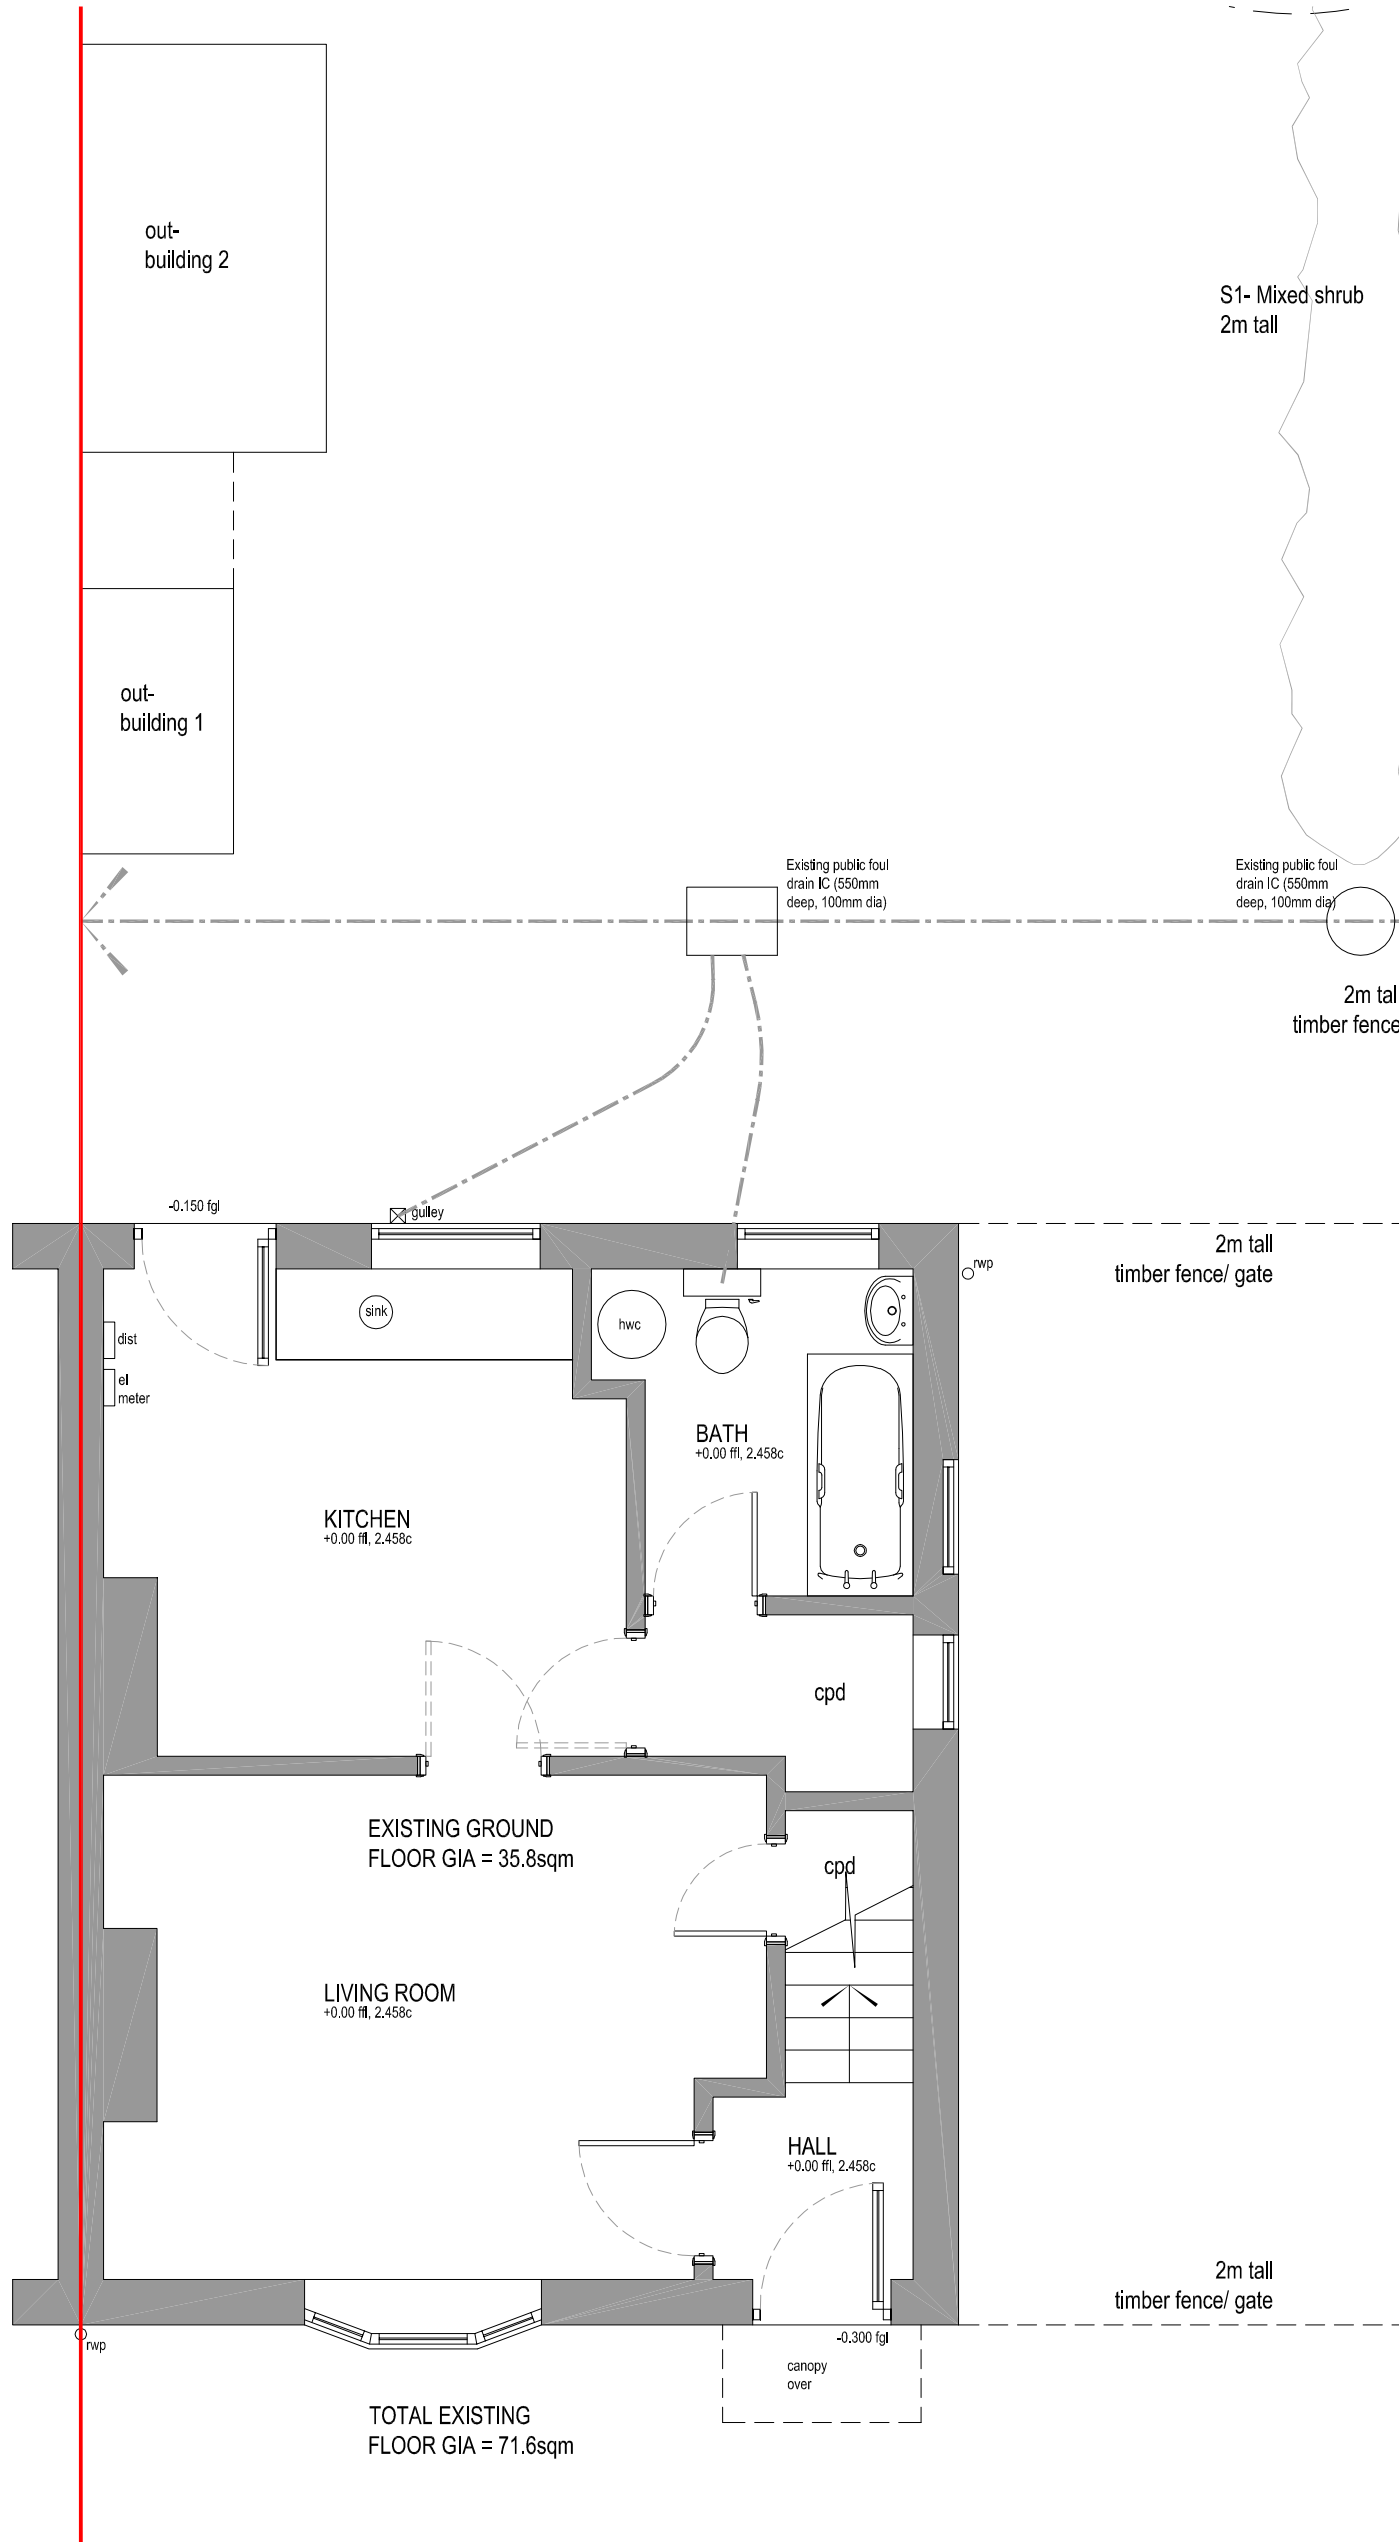 out-
building 2
S1- Mixed shrub
2m tall
out-
building 1
Existing public foul
drain IC (550mm
deep, 100mm dia)
Existing public foul
drain IC (550mm
deep, 100mm dia)
2m tal
timber fence
-0.150 fgl
gulley
2m tall
timber fence/ gate
rwp
sink
hwc
dist
el
meter
BATH
+0.00 ffl, 2.458c
KITCHEN
+0.00 ffl, 2.458c
cpd
EXISTING GROUND
FLOOR GIA = 35.8sqm
cpd
LIVING ROOM
+0.00 ffl, 2.458c
HALL
+0.00 ffl, 2.458c
2m tall
timber fence/ gate
rwp
-0.300 fgl
canopy
over
TOTAL EXISTING
FLOOR GIA = 71.6sqm